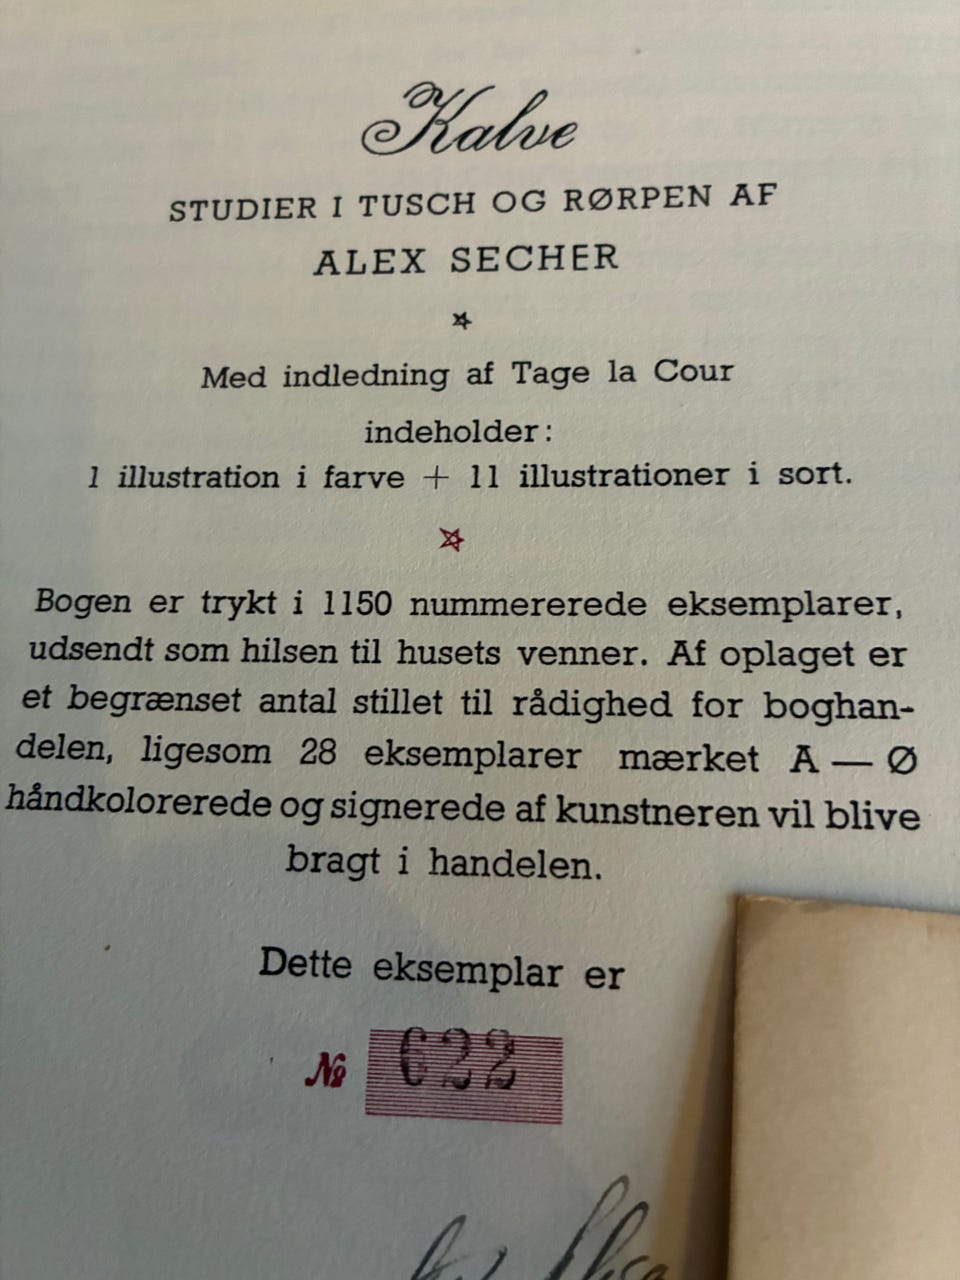 Kalve
STUDIER I TUSCH OG RØRPEN AF
ALEX SECHER
Med indledning af Tage la Cour
indeholder:
1 illustration i farve + 11 illustrationer i sort.
Bogen er trykt i 1150 nummererede eksemplarer,
udsendt som hilsen til husets venner. Af oplaget er
et begrænset antal stillet til rådighed for boghan-
delen, ligesom 28 eksemplarer mærket A — Ø
håndkolorerede og signerede af kunstneren vil blive
bragt i handelen.
Dette eksemplar er
№ 622